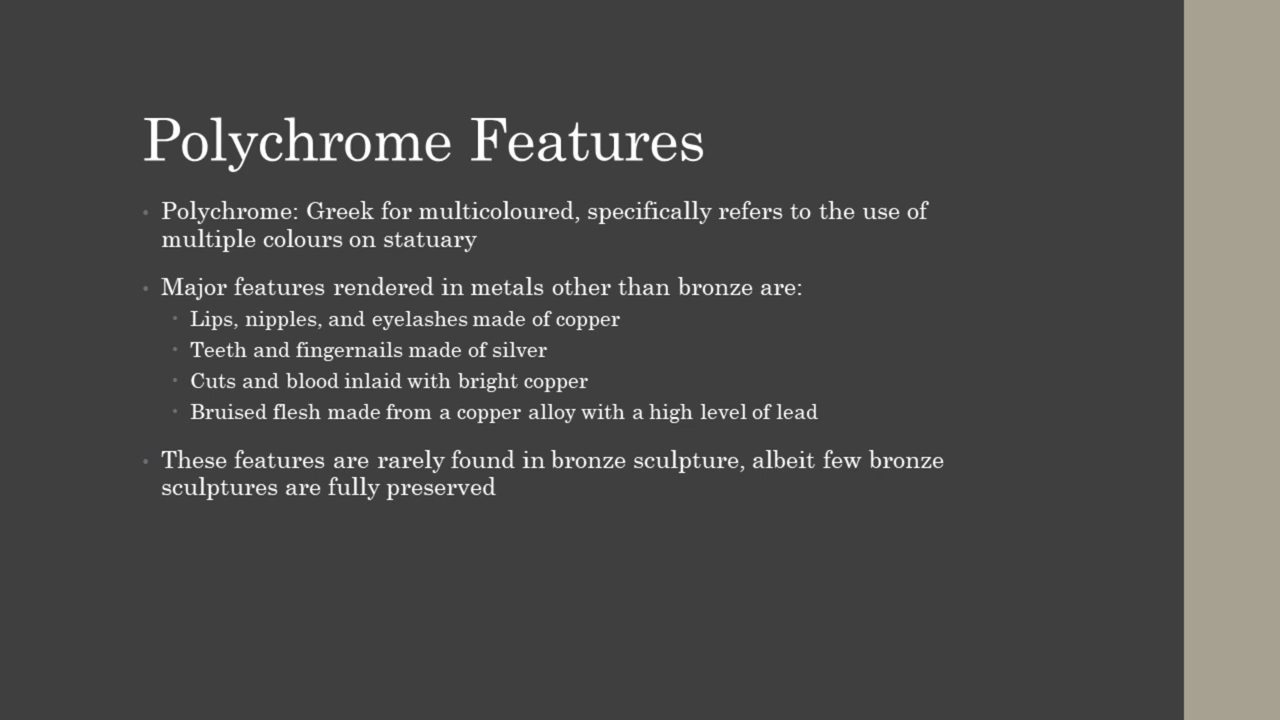 Polychrome Features
• Polychrome: Greek for multicoloured, specifically refers to the use of
multiple colours on statuary
• Major features rendered in metals other than bronze are:
• Lips, nipples, and eyelashes made of copper
• Teeth and fingernails made of silver
• Cuts and blood inlaid with bright copper
• Bruised flesh made from a copper alloy with a high level of lead
• These features are rarely found in bronze sculpture, albeit few bronze
sculptures are fully preserved